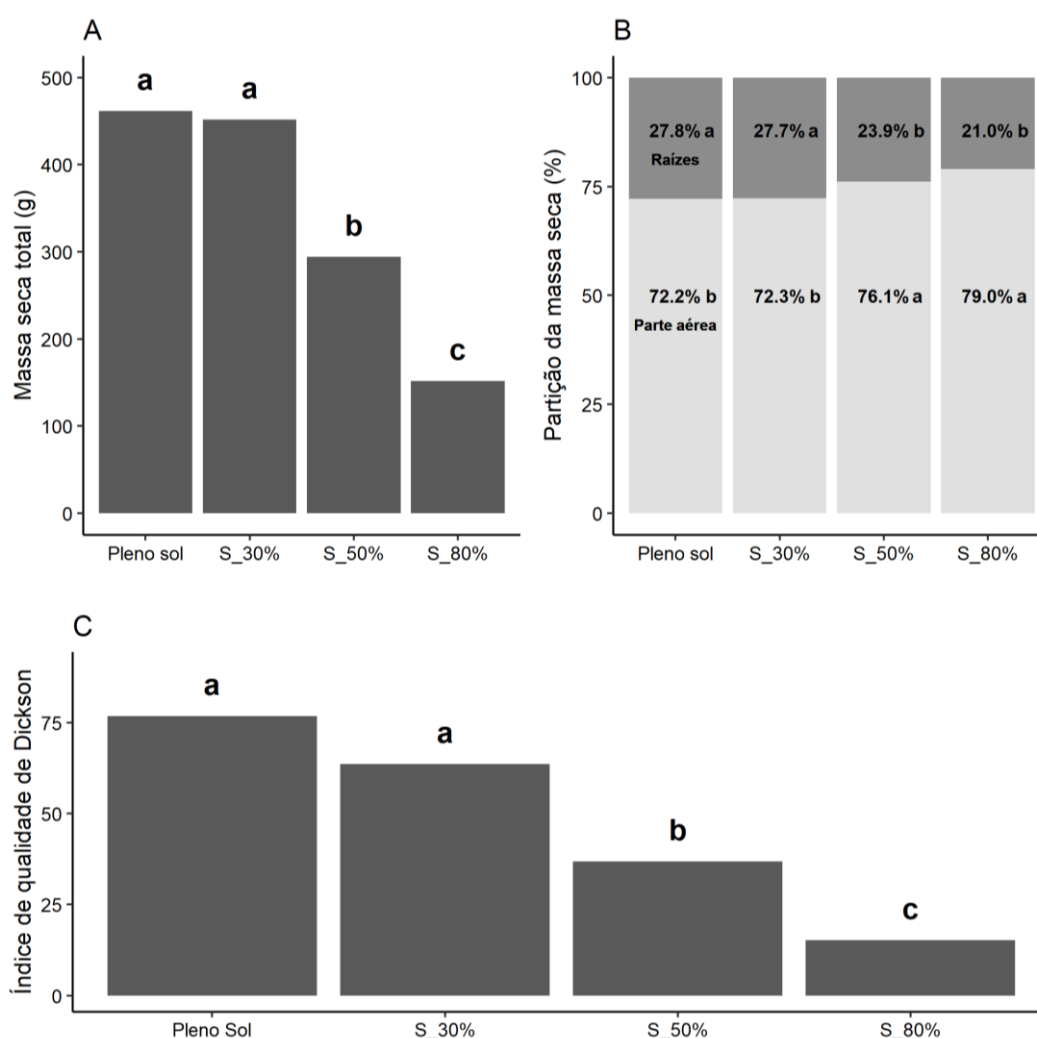 A
Massa seca total (g)
500
400
300
200
100
0
a
a
b
c
Pleno sol
S_30%
S_50%
S_80%
B
Partição da massa seca (%)
100
75
50
25
0
27.8% a
27.7% a
23.9% b
21.0% b
Raízes
72.2% b
72.3% b
76.1% a
79.0% a
Parte aérea
Pleno sol
S_30%
S_50%
S_80%
C
Índice de qualidade de Dickson
75
50
25
0
a
a
b
c
Pleno Sol
S_30%
S_50%
S_80%